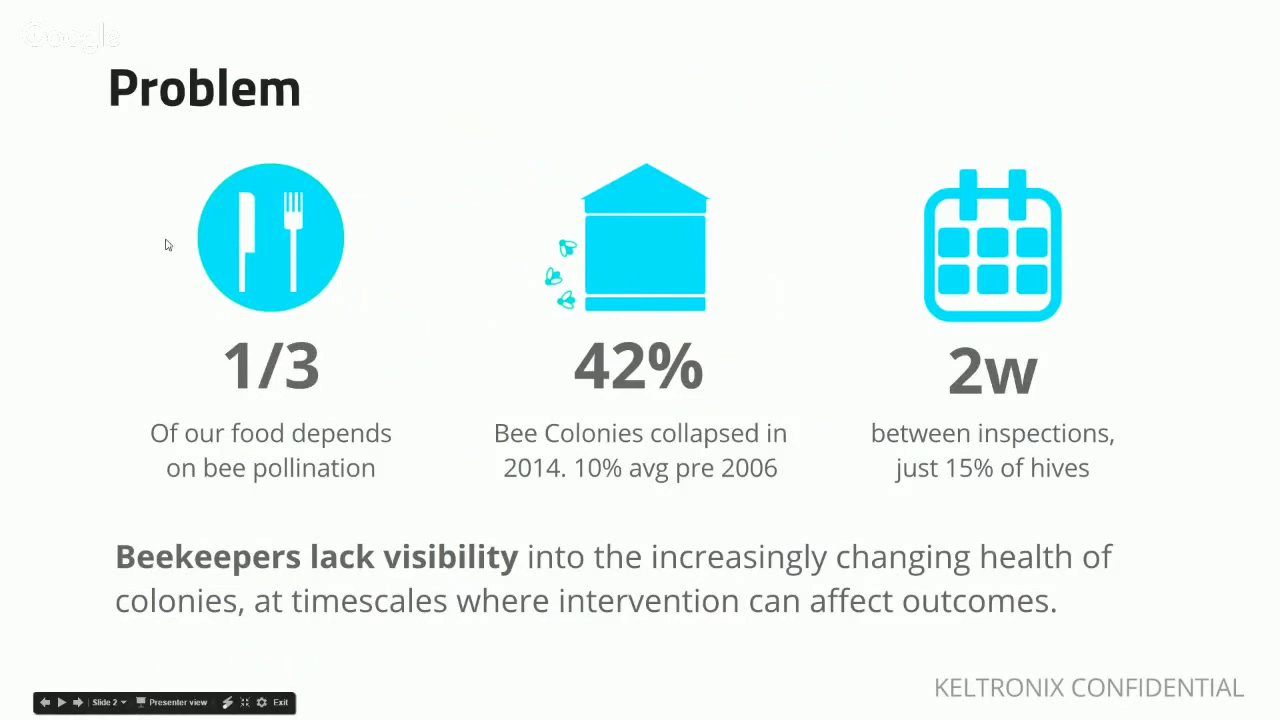 Google
Problem
1/3
Of our food depends
on bee pollination
42%
Bee Colonies collapsed in
2014. 10% avg pre 2006
2w
between inspections,
just 15% of hives
Beekeepers lack visibility into the increasingly changing health of
colonies, at timescales where intervention can affect outcomes.
KELTRONIX CONFIDENTIAL
Slide 2 Presenter view Exit